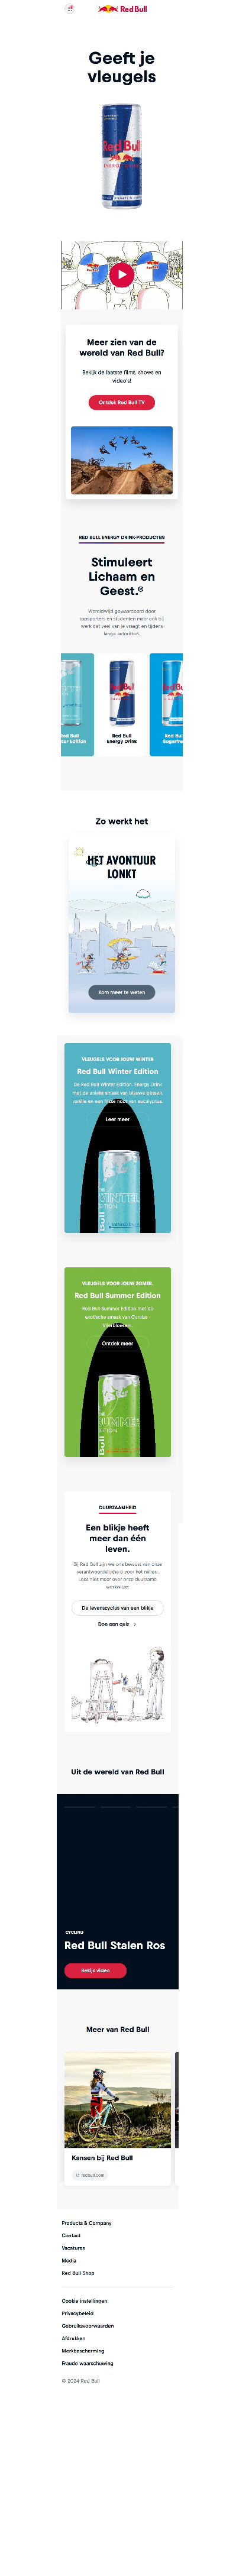 Red Bull
Geeft je
vleugels
Red Bull
Meer zien van de
wereld van Red Bull?
Bekijk de laatste films, shows en
video's!
Ontdek Red Bull TV
RED BULL ENERGY DRINK-PRODUCTEN
Stimuleert
Lichaam en
Geest.®
Wereldwijd gewaardeerd door
topsporters en studenten maar ook bij
werk dat veel van je vraagt en tijdens
lange autoritten.
Red Bull
Energy Drink
Zo werkt het
HET AVONTUUR
LONKT
Kom meer te weten
VLEUGELS VOOR JOUW WINTER
Red Bull Winter Edition
De Red Bull Winter Edition. Energy Drink
met de unieke smaak van blauwe bessen,
vanille en een frisse noot van eucalyptus.
Leer meer
VLEUGELS VOOR JOUW ZOMER.
Red Bull Summer Edition
Red Bull Summer Edition met de
exotische smaak van Curuba -
Vlierbloesem.
Ontdek meer
DUURZAAMHEID
Een blikje heeft
meer dan één
leven.
Bij Red Bull zijn we ons bewust van onze
verantwoordelijkheid voor het milieu.
Lees hier meer over onze duurzame
werkwijze.
De levenscyclus van een blikje
Doe een quiz
Uit de wereld van Red Bull
CYCLING
Red Bull Stalen Ros
Bekijk video
Meer van Red Bull
Kansen bij Red Bull
redbull.com
Products & Company
Contact
Vacatures
Media
Red Bull Shop
Cookie instellingen
Privacybeleid
Gebruiksvoorwaarden
Afdrukken
Merkbescherming
Fraude waarschuwing
© 2024 Red Bull